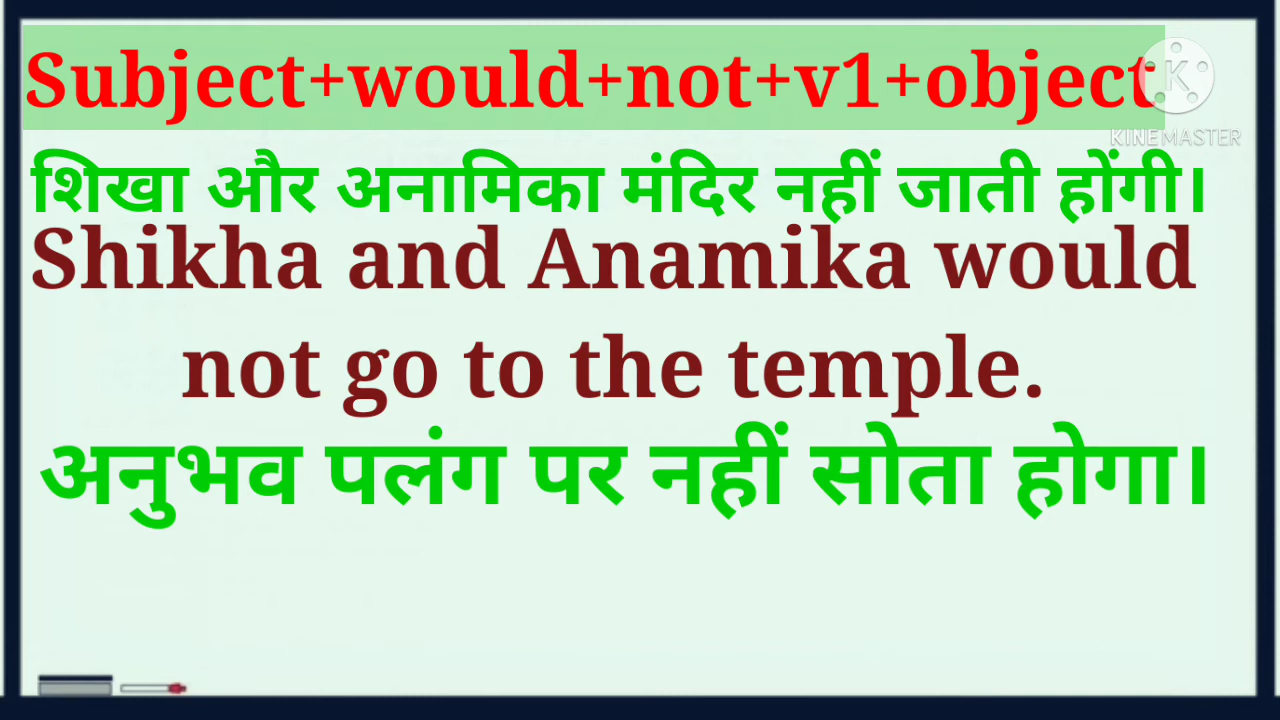 Subject+would+not+v1+object
KINEMASTER
शिखा और अनामिका मंदिर नहीं जाती होंगी।
Shikha and Anamika would
not go to the temple.
अनुभव पलंग पर नहीं सोता होगा।